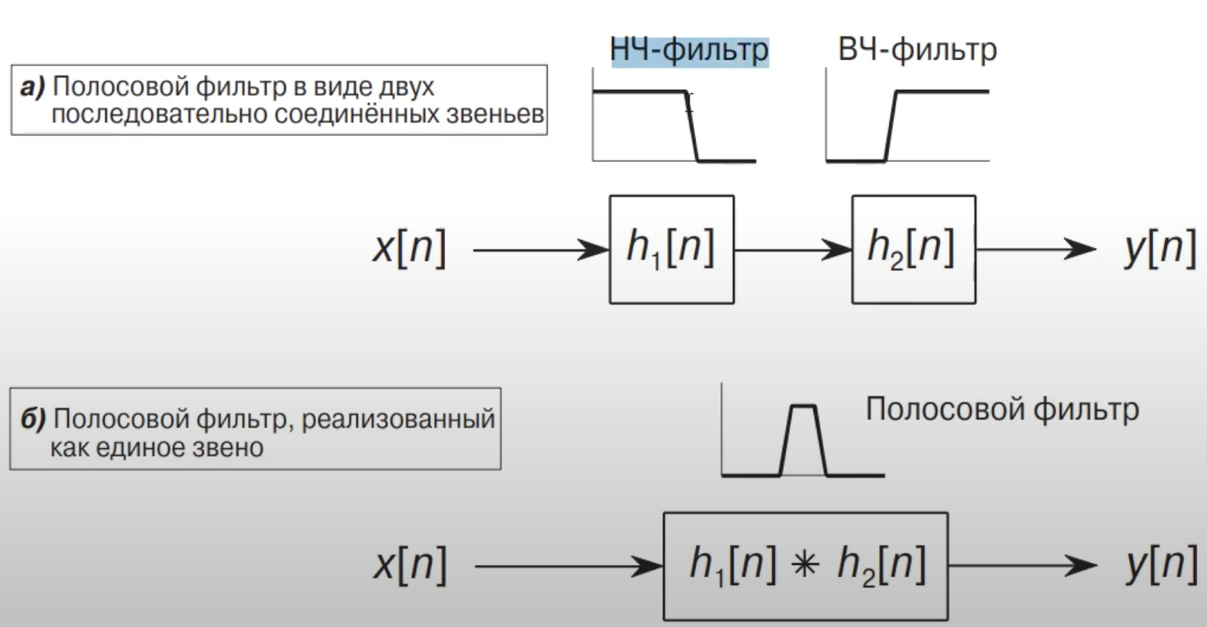 НЧ-фильтр
ВЧ-фильтр
а) Полосовой фильтр в виде двух
последовательно соединённых звеньев
x[n]
h₁[n]
h₂[n]
y[n]
б) Полосовой фильтр, реализованный
как единое звено
Полосовой фильтр
x[n]
h₁[n] ∗ h₂[n]
y[n]